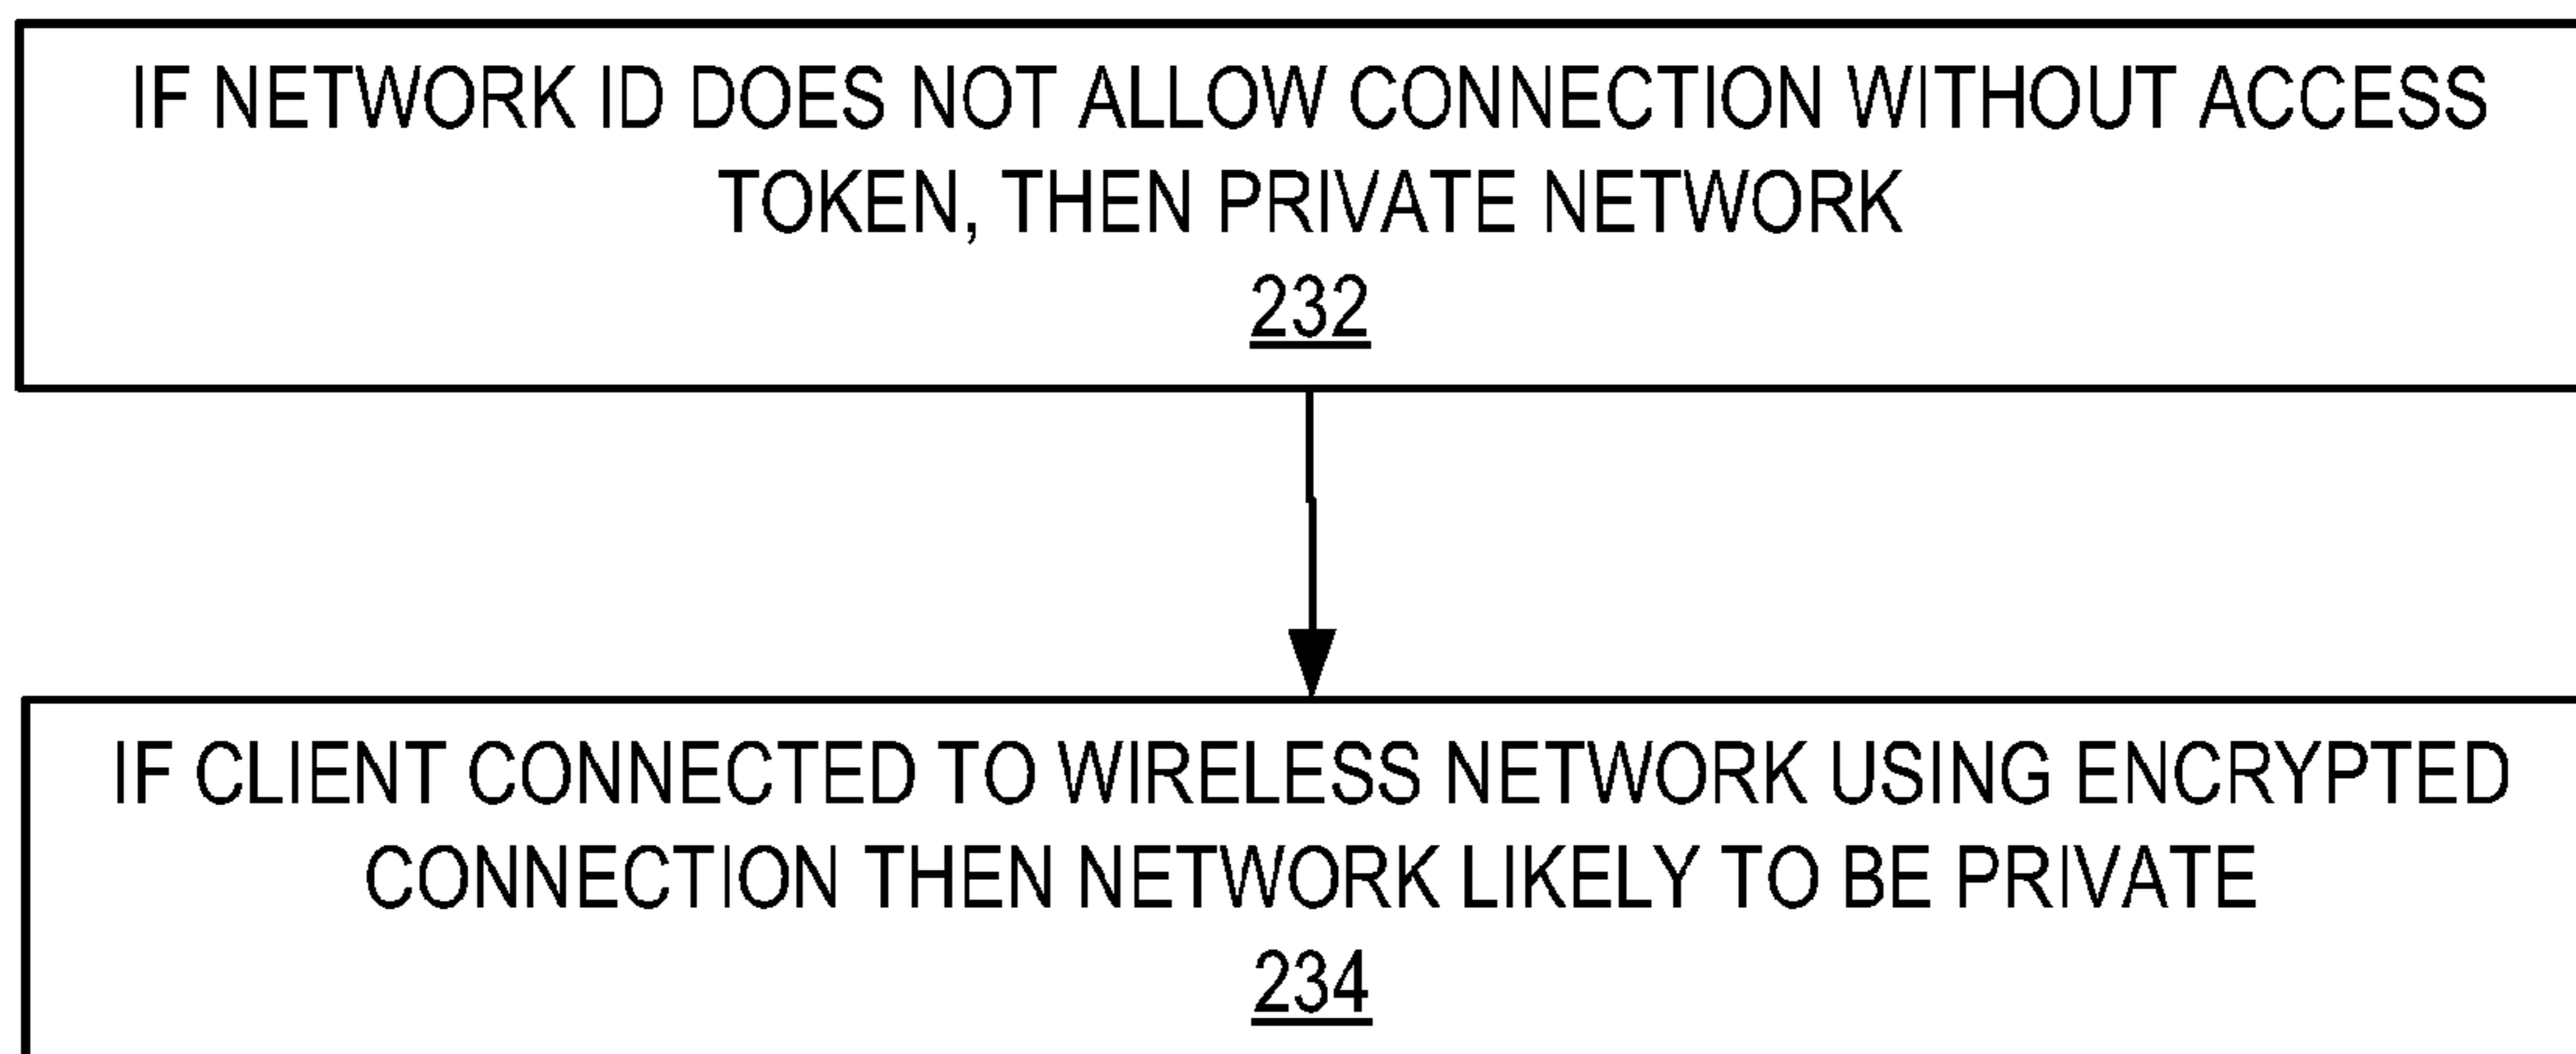 IF NETWORK ID DOES NOT ALLOW CONNECTION WITHOUT ACCESS
TOKEN, THEN PRIVATE NETWORK
232
IF CLIENT CONNECTED TO WIRELESS NETWORK USING ENCRYPTED
CONNECTION THEN NETWORK LIKELY TO BE PRIVATE
234